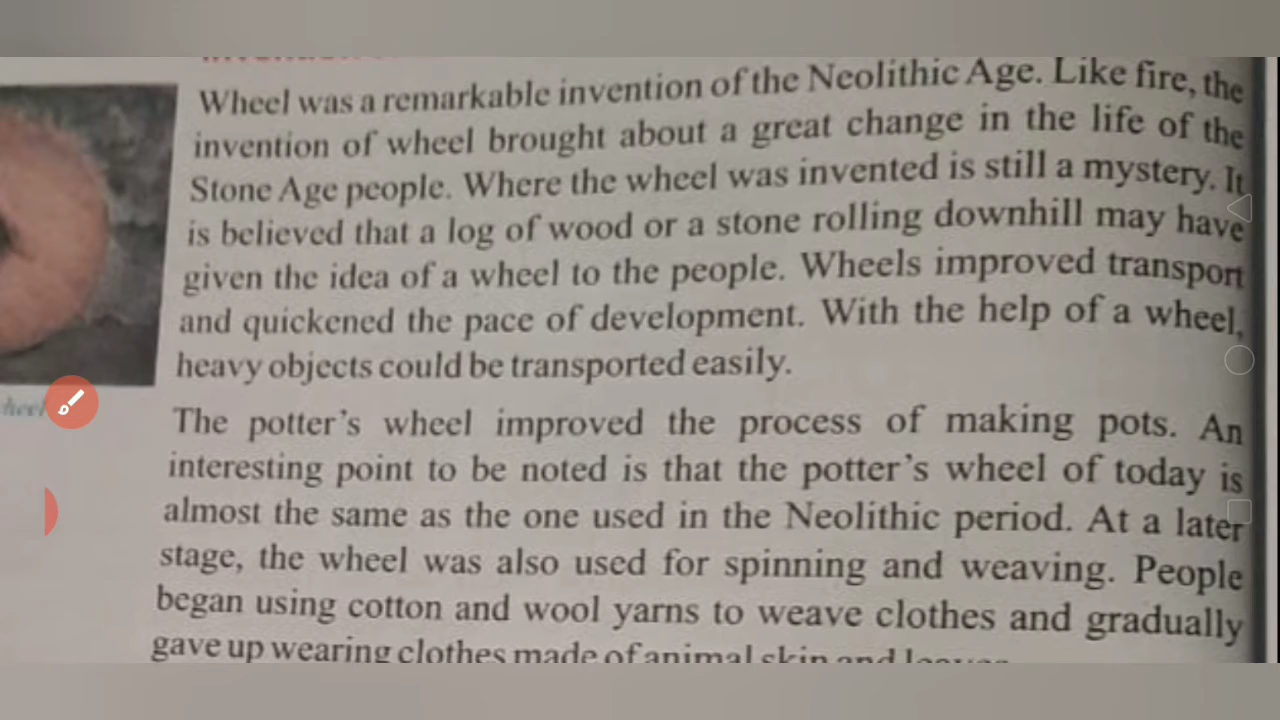 Wheel was a remarkable invention of the Neolithic Age. Like fire, the
invention of wheel brought about a great change in the life of the
Stone Age people. Where the wheel was invented is still a mystery. It
is believed that a log of wood or a stone rolling downhill may have
given the idea of a wheel to the people. Wheels improved transport
and quickened the pace of development. With the help of a wheel,
heavy objects could be transported easily.
The potter's wheel improved the process of making pots. An
interesting point to be noted is that the potter's wheel of today is
almost the same as the one used in the Neolithic period. At a later
stage, the wheel was also used for spinning and weaving. People
began using cotton and wool yarns to weave clothes and gradually
gave up wearing clothes made of animal skin and